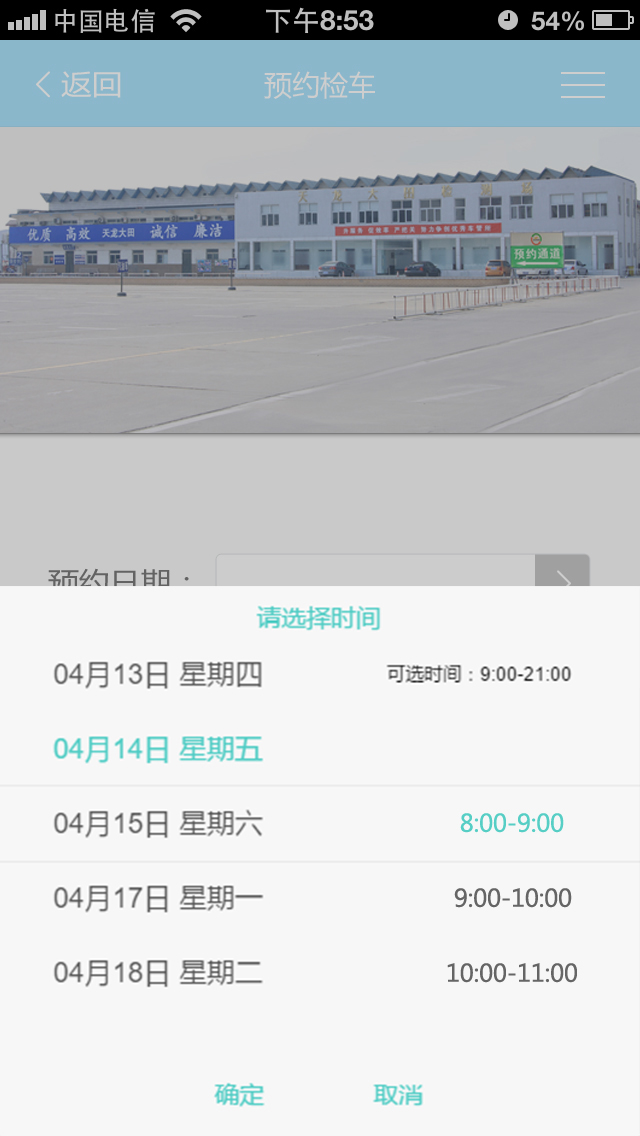 中国电信 下午8:53 54%
返回 预约检车
优质 高效 天龙大田 诚信 廉洁
预约通道
预约日期：
请选择时间
04月13日 星期四 可选时间：9:00-21:00
04月14日 星期五
04月15日 星期六 8:00-9:00
04月17日 星期一 9:00-10:00
04月18日 星期二 10:00-11:00
确定 取消